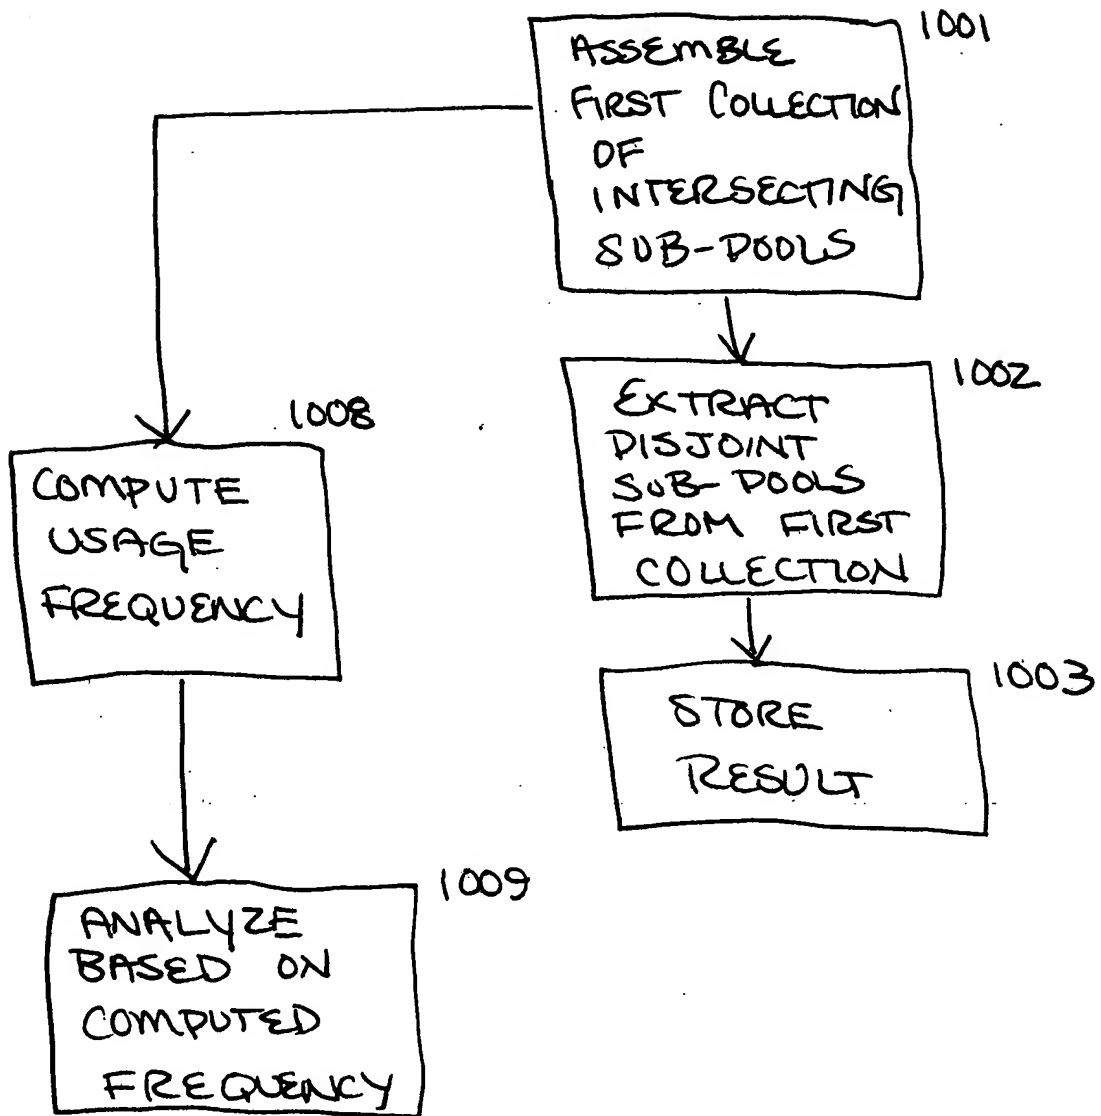 1001
ASSEMBLE
FIRST COLLECTION
OF
INTERSECTING
SUB-POOLS
1002
EXTRACT
DISJOINT
SUB-POOLS
FROM FIRST
COLLECTION
1003
STORE
RESULT
1008
COMPUTE
USAGE
FREQUENCY
1009
ANALYZE
BASED ON
COMPUTED
FREQUENCY